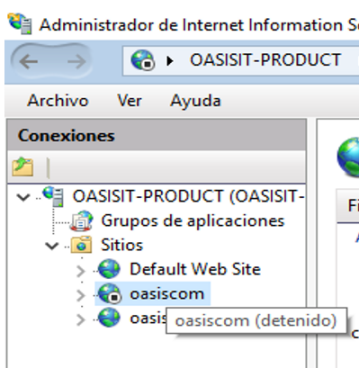 Administrador de Internet Information S
OASISIT-PRODUCT
Archivo Ver Ayuda
Conexiones
OASISIT-PRODUCT (OASISIT-
Grupos de aplicaciones
Sitios
Default Web Site
oasiscom
oasis
oasiscom (detenido)